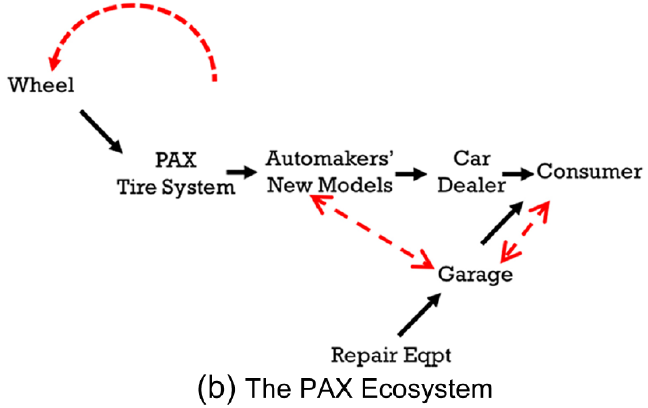 Wheel
PAX
Tire System
Automakers'
New Models
Car
Dealer
Consumer
Garage
Repair Eqpt
(b) The PAX Ecosystem